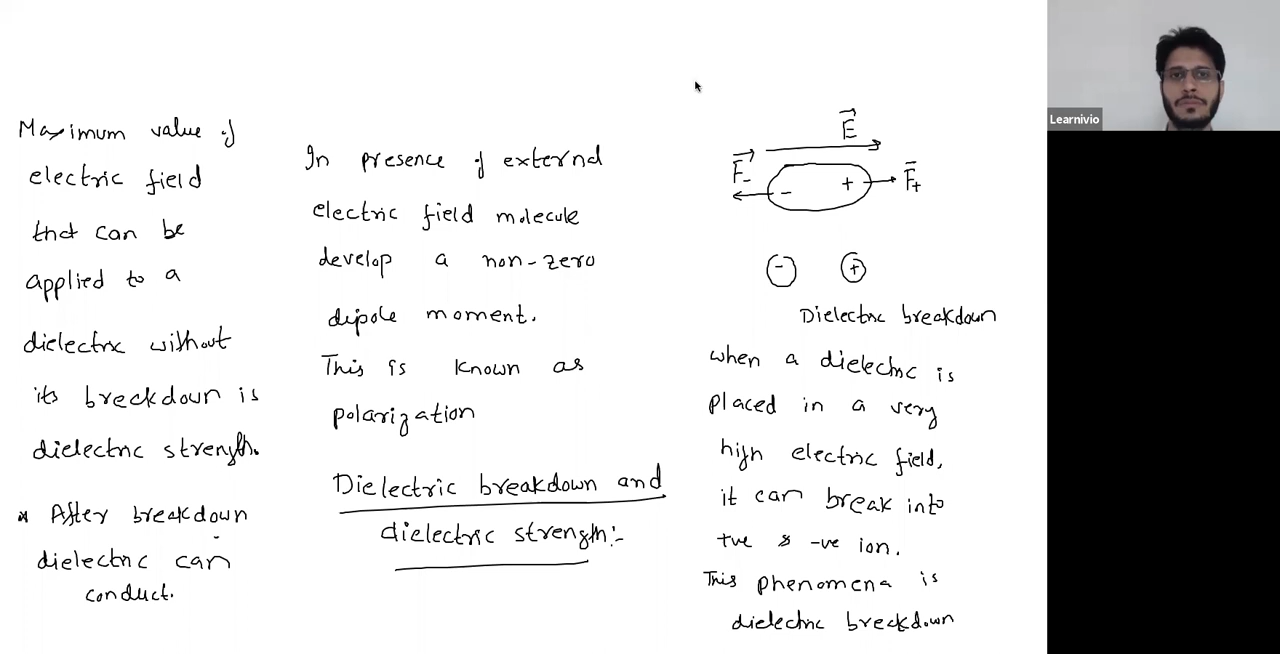 Maximum value of
electric field
that can be
applied to a
dielectric without
its breakdown is
dielectric strength.
* After breakdown
dielectric can
conduct.
In presence of external
electric field molecule
develop a non-zero
dipole moment.
This is known as
polarization
Dielectric breakdown and
dielectric strength:-
E
F- - + F+
- +
Dielectric breakdown
when a dielectric is
placed in a very
high electric field,
it can break into
+ve & -ve ion.
This phenomena is
dielectric breakdown
Learnivio